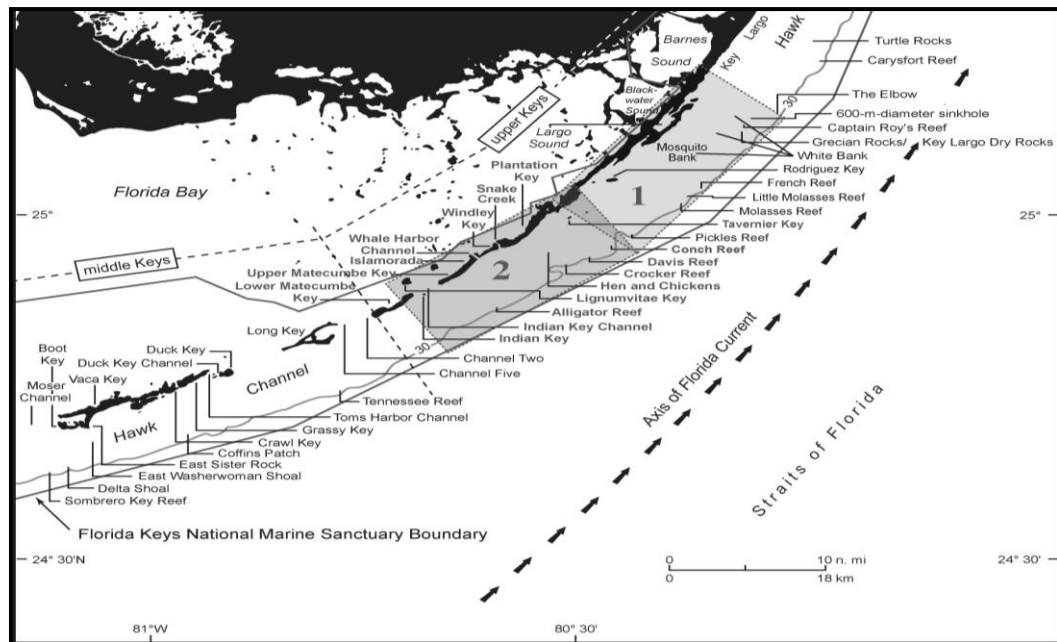 Barnes
Sound
Key Largo
Hawk
Turtle Rocks
Carysfort Reef
Black-
water
Sound
30
The Elbow
600-m-diameter sinkhole
upper Keys
Largo
Sound
Captain Roy's Reef
Grecian Rocks/ Key Largo Dry Rocks
Mosquito
Bank
White Bank
Plantation
Key
Rodriguez Key
French Reef
Florida Bay
Snake
Creek
1
Little Molasses Reef
25°
Windley
Key
Molasses Reef
25°
Tavernier Key
Whale Harbor
Channel
Pickles Reef
Islamorada
Conch Reef
middle Keys
2
Davis Reef
Upper Matecumbe Key
Crocker Reef
Lower Matecumbe
Key
Hen and Chickens
Lignumvitae Key
Alligator Reef
Long Key
Indian Key Channel
Indian Key
30
Boot
Key
Duck Key
Channel Two
Duck Key Channel
Moser
Channel
Vaca Key
Channel
Channel Five
Axis of Florida Current
Tennessee Reef
Toms Harbor Channel
Hawk
Grassy Key
Crawl Key
Coffins Patch
East Sister Rock
East Washerwoman Shoal
Delta Shoal
Sombrero Key Reef
Straits of Florida
Florida Keys National Marine Sanctuary Boundary
24° 30'N
0 10 n. mi
24° 30'
0 18 km
81°W
80° 30'